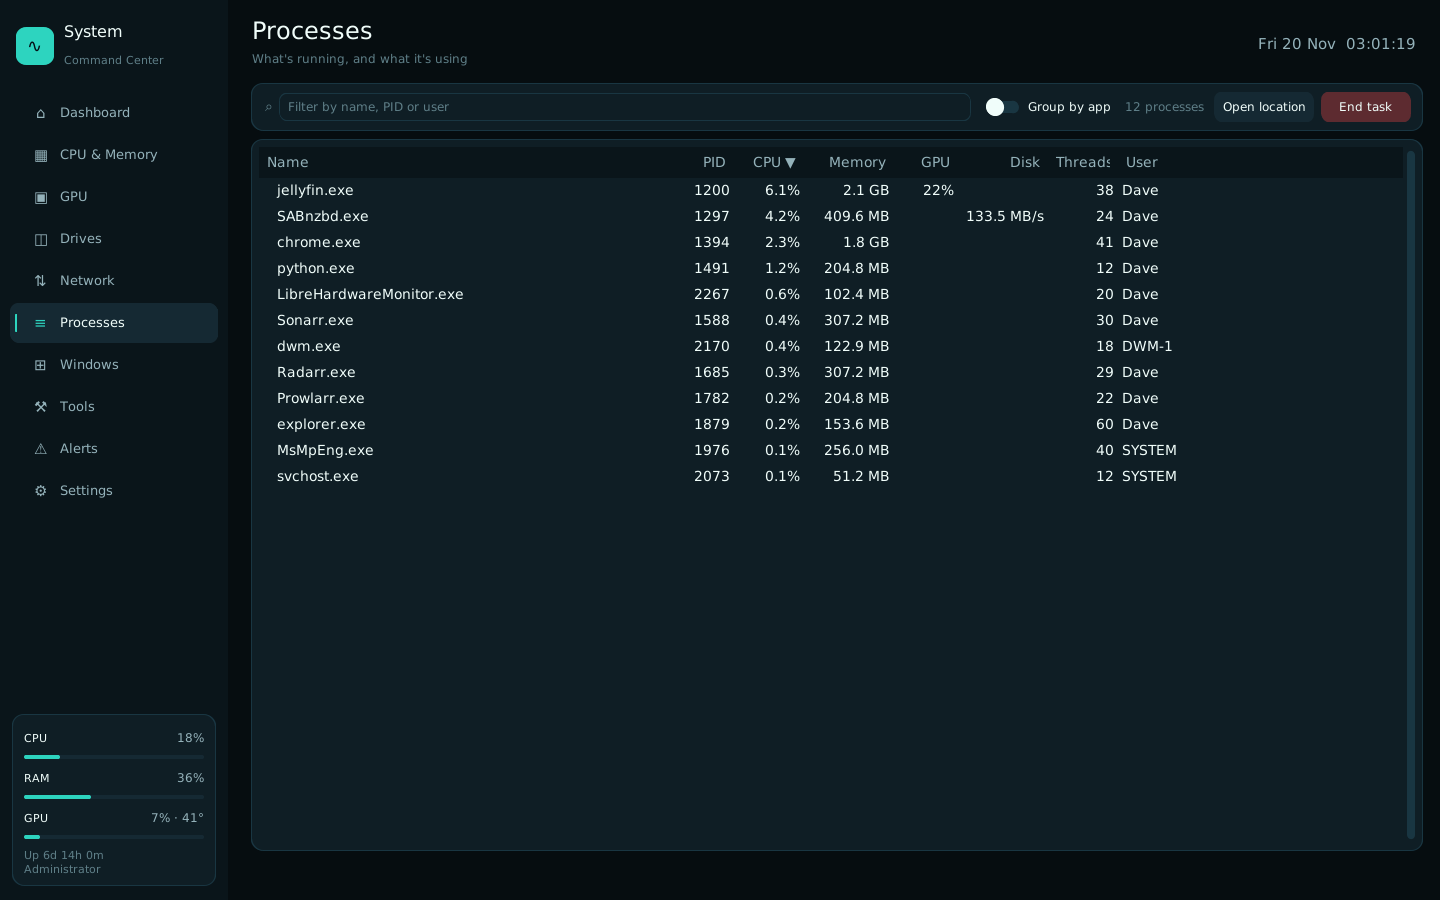 System
Command Center
Dashboard
CPU & Memory
GPU
Drives
Network
Processes
Windows
Tools
Alerts
Settings
CPU 18%
RAM 36%
GPU 7% · 41°
Up 6d 14h 0m
Administrator
Processes
What's running, and what it's using
Fri 20 Nov 03:01:19
Filter by name, PID or user
Group by app 12 processes Open location End task
Name PID CPU ▼ Memory GPU Disk Threads User
jellyfin.exe 1200 6.1% 2.1 GB 22% 38 Dave
SABnzbd.exe 1297 4.2% 409.6 MB 133.5 MB/s 24 Dave
chrome.exe 1394 2.3% 1.8 GB 41 Dave
python.exe 1491 1.2% 204.8 MB 12 Dave
LibreHardwareMonitor.exe 2267 0.6% 102.4 MB 20 Dave
Sonarr.exe 1588 0.4% 307.2 MB 30 Dave
dwm.exe 2170 0.4% 122.9 MB 18 DWM-1
Radarr.exe 1685 0.3% 307.2 MB 29 Dave
Prowlarr.exe 1782 0.2% 204.8 MB 22 Dave
explorer.exe 1879 0.2% 153.6 MB 60 Dave
MsMpEng.exe 1976 0.1% 256.0 MB 40 SYSTEM
svchost.exe 2073 0.1% 51.2 MB 12 SYSTEM